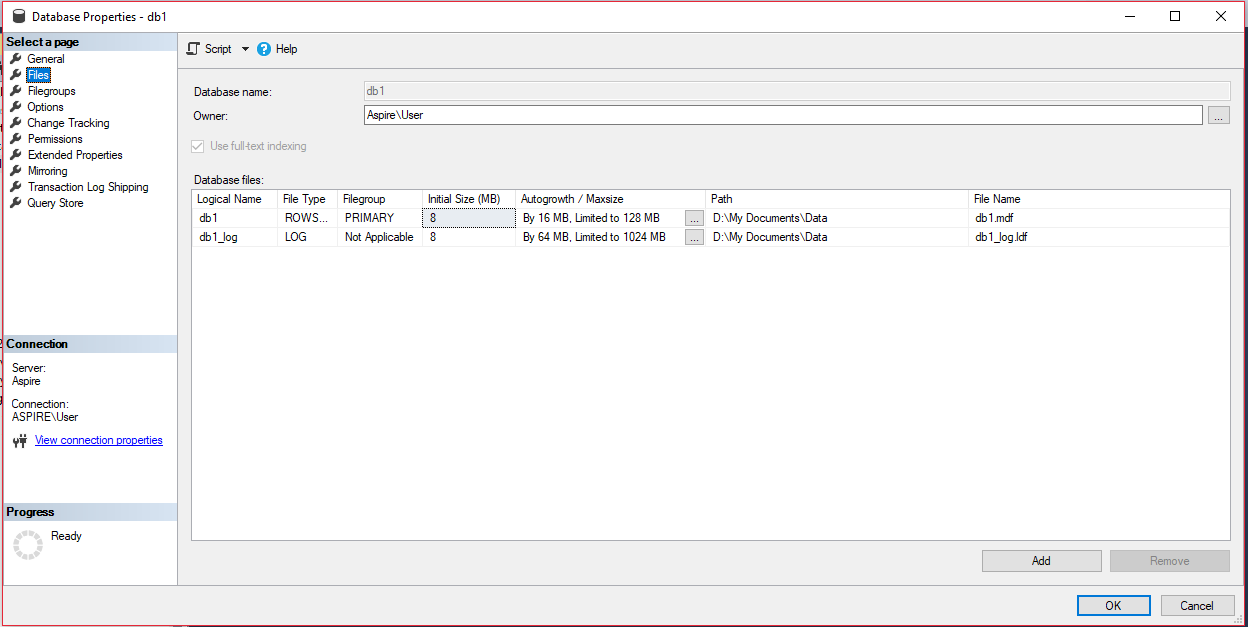 Database Properties - db1
Select a page
General
Files
Filegroups
Options
Change Tracking
Permissions
Extended Properties
Mirroring
Transaction Log Shipping
Query Store
Connection
Server:
Aspire
Connection:
ASPIRE\User
View connection properties
Progress
Ready
Script ? Help
Database name: db1
Owner: Aspire\User ...
Use full-text indexing
Database files:
Logical Name File Type Filegroup Initial Size (MB) Autogrowth / Maxsize Path File Name
db1 ROWS... PRIMARY 8 By 16 MB, Limited to 128 MB ... D:\My Documents\Data db1.mdf
db1_log LOG Not Applicable 8 By 64 MB, Limited to 1024 MB ... D:\My Documents\Data db1_log.ldf
Add Remove
OK Cancel